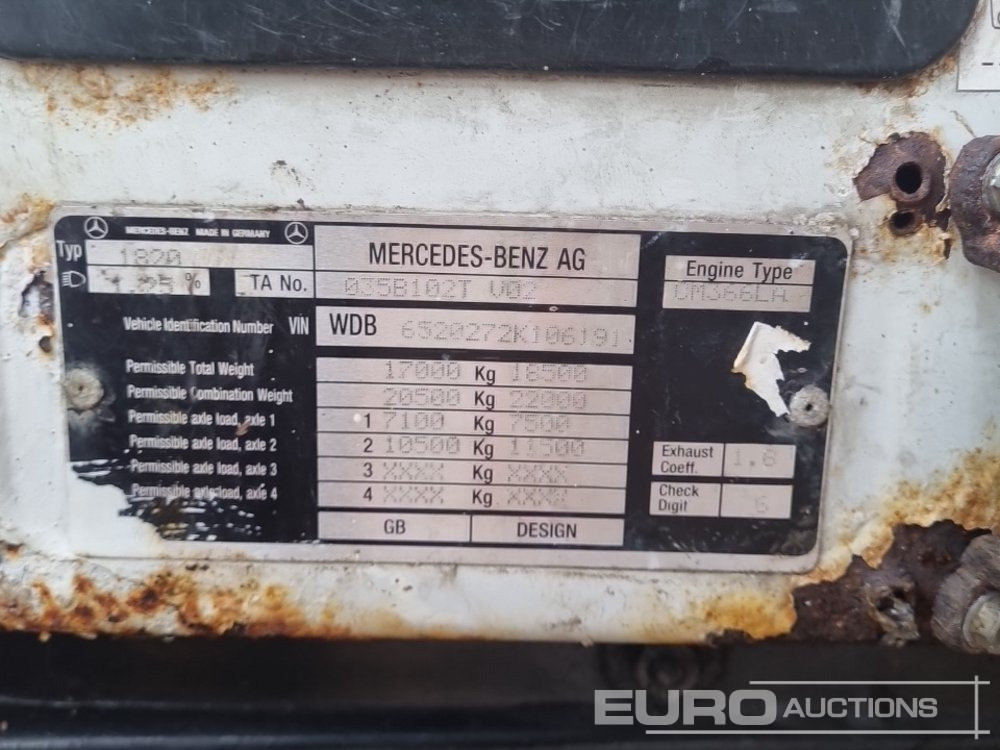 MERCEDES-BENZ MADE IN GERMANY
Typ 1820
% TA No. 035B102T V02
MERCEDES-BENZ AG
Engine Type
OM366LA
Vehicle Identification Number VIN WDB 6520272K106191
Permissible Total Weight 17000 Kg 18500
Permissible Combination Weight 20500 Kg 22000
Permissible axle load, axle 1 1 7100 Kg 7500
Permissible axle load, axle 2 2 10500 Kg 11500
Permissible axle load, axle 3 3 XXXX Kg XXXX
Permissible axle load, axle 4 4 XXXX Kg XXXX
GB DESIGN
Exhaust Coeff. 1.8
Check Digit 6
EURO AUCTIONS